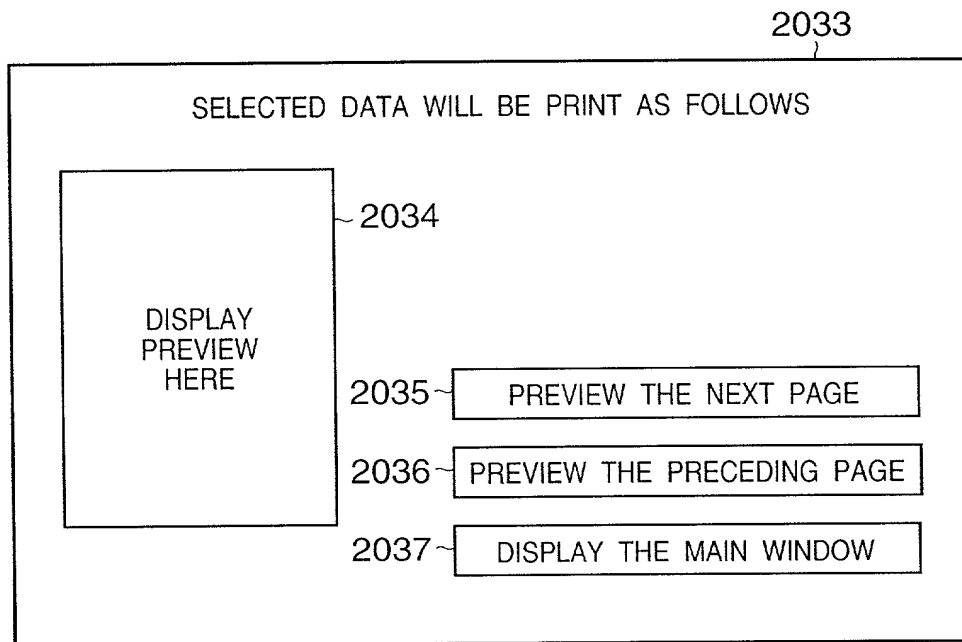 2033
SELECTED DATA WILL BE PRINT AS FOLLOWS
2034
DISPLAY
PREVIEW
HERE
2035
PREVIEW THE NEXT PAGE
2036
PREVIEW THE PRECEDING PAGE
2037
DISPLAY THE MAIN WINDOW